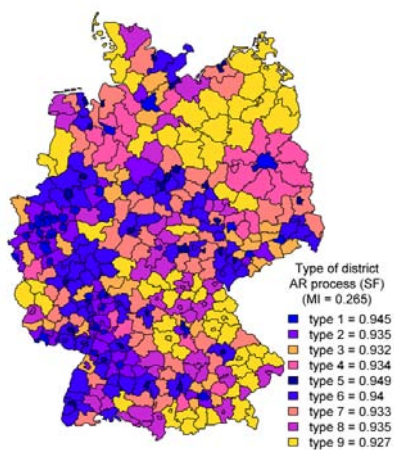 Type of district
AR process (SF)
(MI = 0.265)
type 1 = 0.945
type 2 = 0.935
type 3 = 0.932
type 4 = 0.934
type 5 = 0.949
type 6 = 0.94
type 7 = 0.933
type 8 = 0.935
type 9 = 0.927